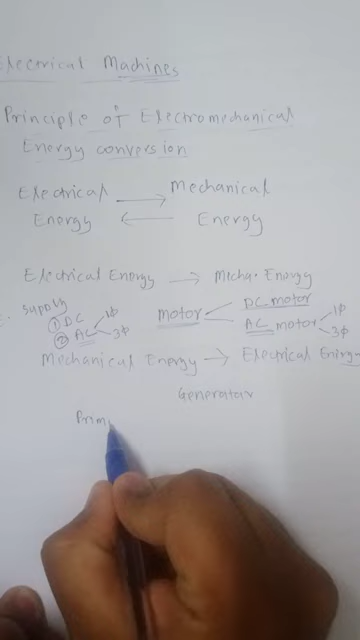 Electrical Machines
Principle of Electromechanical
Energy conversion
Electrical → Mechanical
Energy ← Energy
Electrical Energy → Mecha. Energy
E. Supply
① DC
② AC 1ϕ
3ϕ
motor DC motor
AC motor 1ϕ
3ϕ
Mechanical Energy → Electrical Energy
Generator
Prim